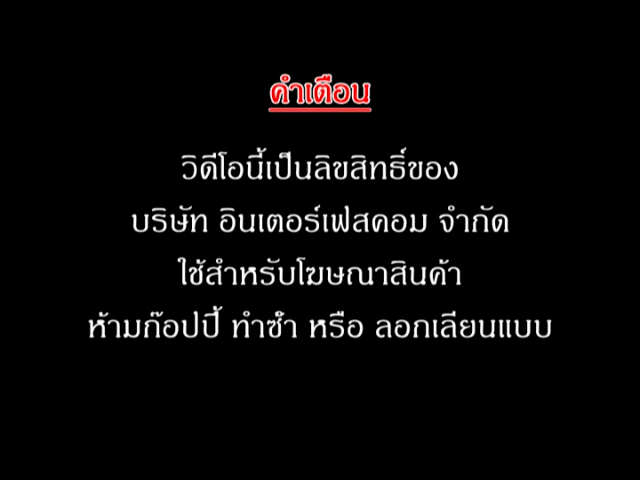 คำเตือน
วิดีโอนี้เป็นลิขสิทธิ์ของ
บริษัท อินเตอร์เฟสคอม จำกัด
ใช้สำหรับโฆษณาสินค้า
ห้ามก๊อปปี้ ทำซ้ำ หรือ ลอกเลียนแบบ